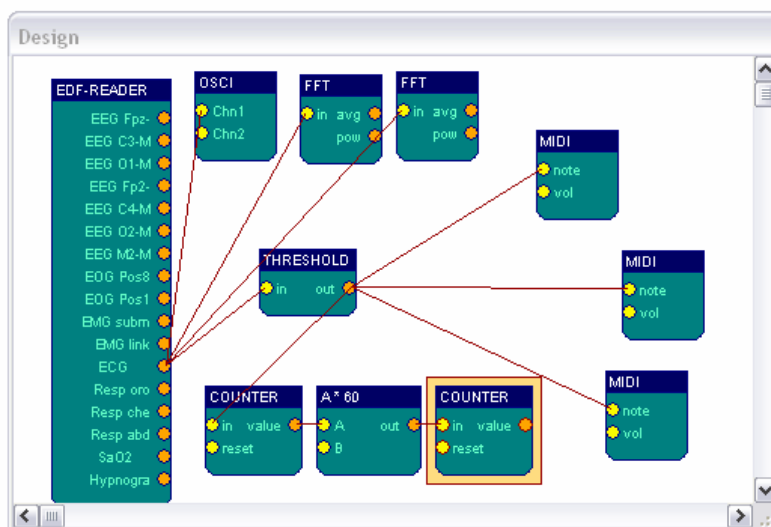 Design
EDF-READER
EEG Fpz-
EEG C3-M
EEG O1-M
EEG Fp2-
EEG C4-M
EEG O2-M
EEG M2-M
EOG Pos8
EOG Pos1
EMG subm
EMG link
ECG
Resp oro
Resp che
Resp abd
SaO2
Hypnogra
OSCI
Chn1
Chn2
FFT
in avg
pow
FFT
in avg
pow
MIDI
note
vol
THRESHOLD
in out
MIDI
note
vol
MIDI
note
vol
COUNTER
in value
reset
A* 60
A out
B
COUNTER
in value
reset